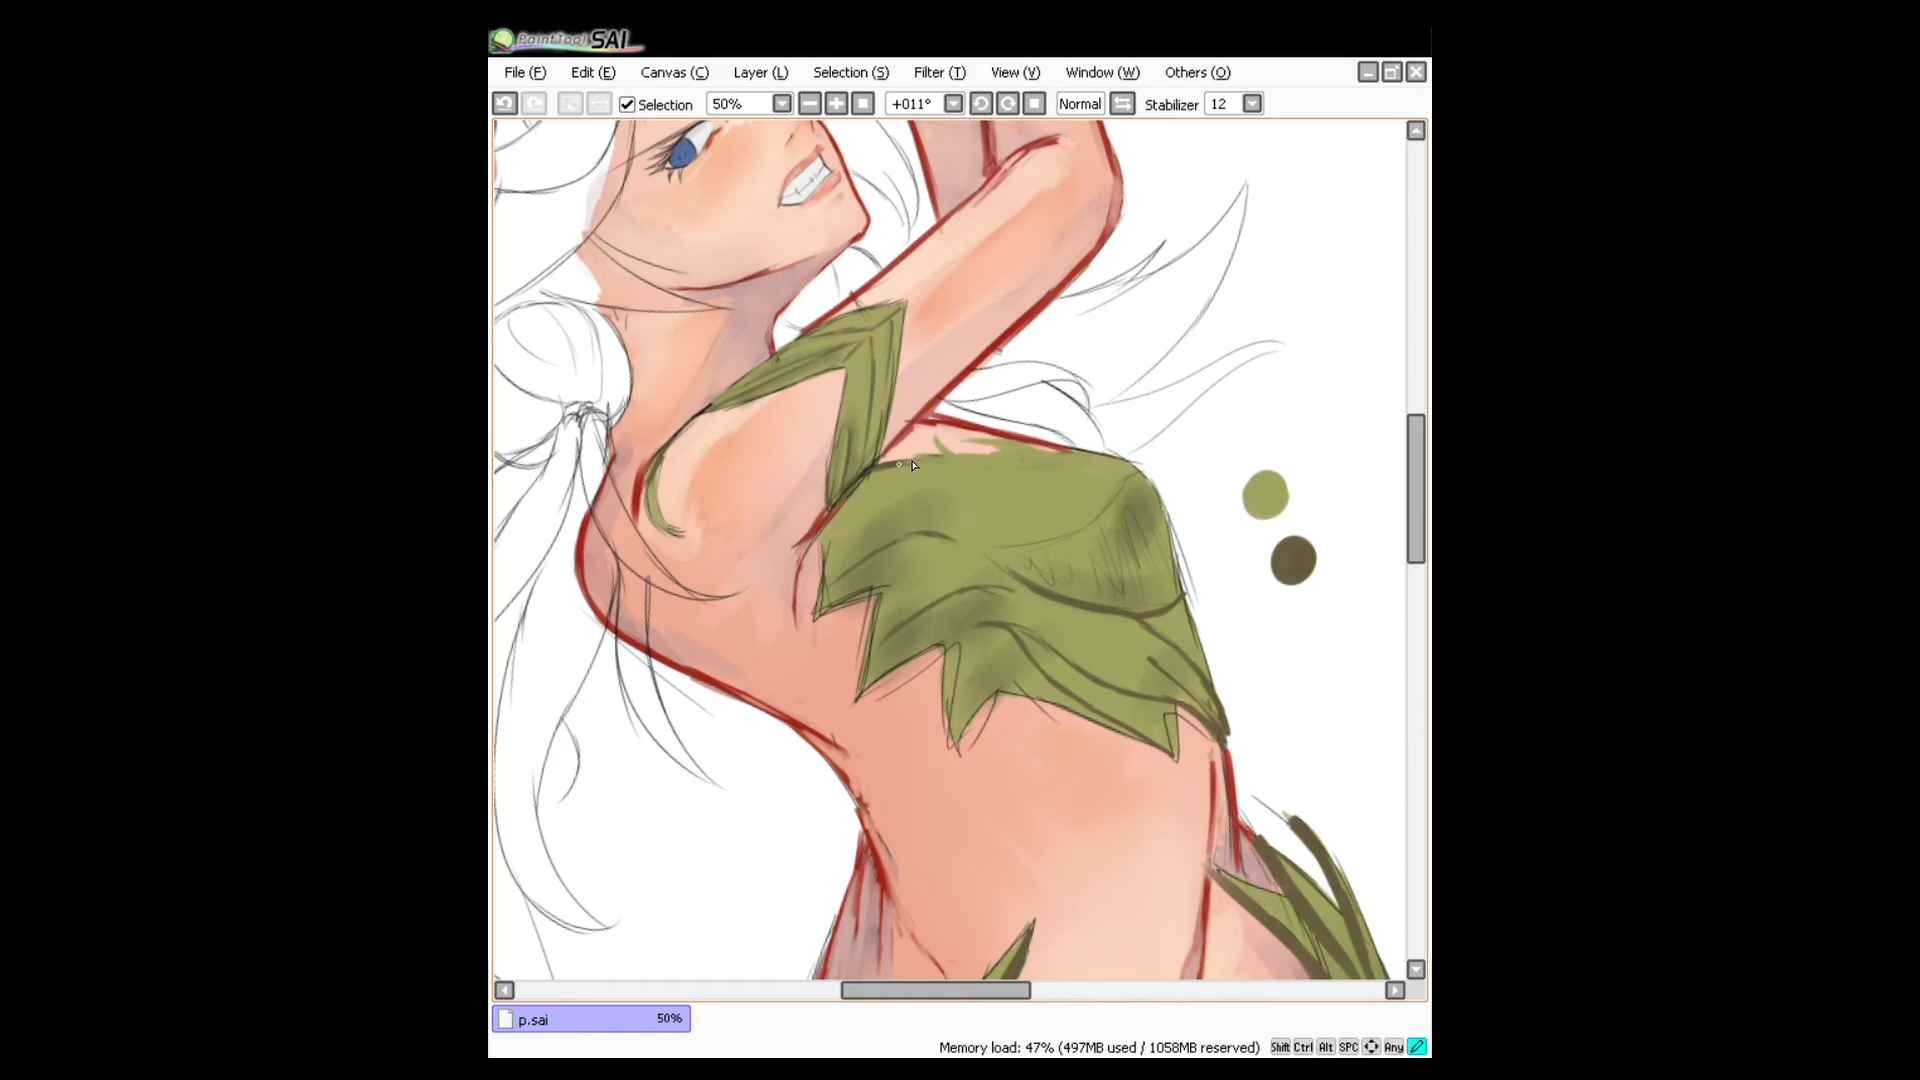 PaintTool SAI
File (F) Edit (E) Canvas (C) Layer (L) Selection (S) Filter (T) View (V) Window (W) Others (O)
Selection 50% +011° Normal Stabilizer 12
p.sai 50%
Memory load: 47% (497MB used / 1058MB reserved) Shift Ctrl Alt SPC Any